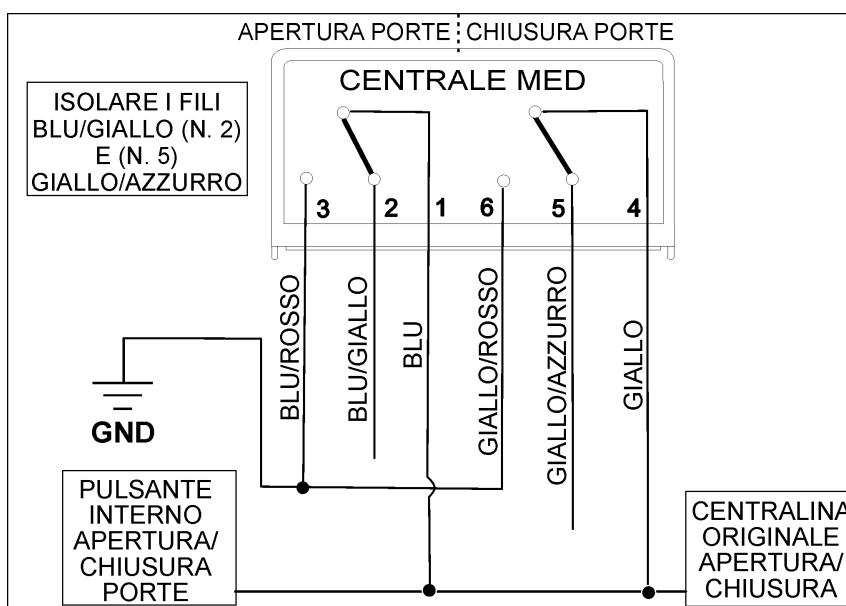 APERTURA PORTE CHIUSURA PORTE
CENTRALE MED
ISOLARE I FILI
BLU/GIALLO (N. 2)
E (N. 5)
GIALLO/AZZURRO
3 2 1 6 5 4
BLU/ROSSO
BLU/GIALLO
BLU
GIALLO/ROSSO
GIALLO/AZZURRO
GIALLO
GND
PULSANTE
INTERNO
APERTURA/
CHIUSURA
PORTE
CENTRALINA
ORIGINALE
APERTURA/
CHIUSURA